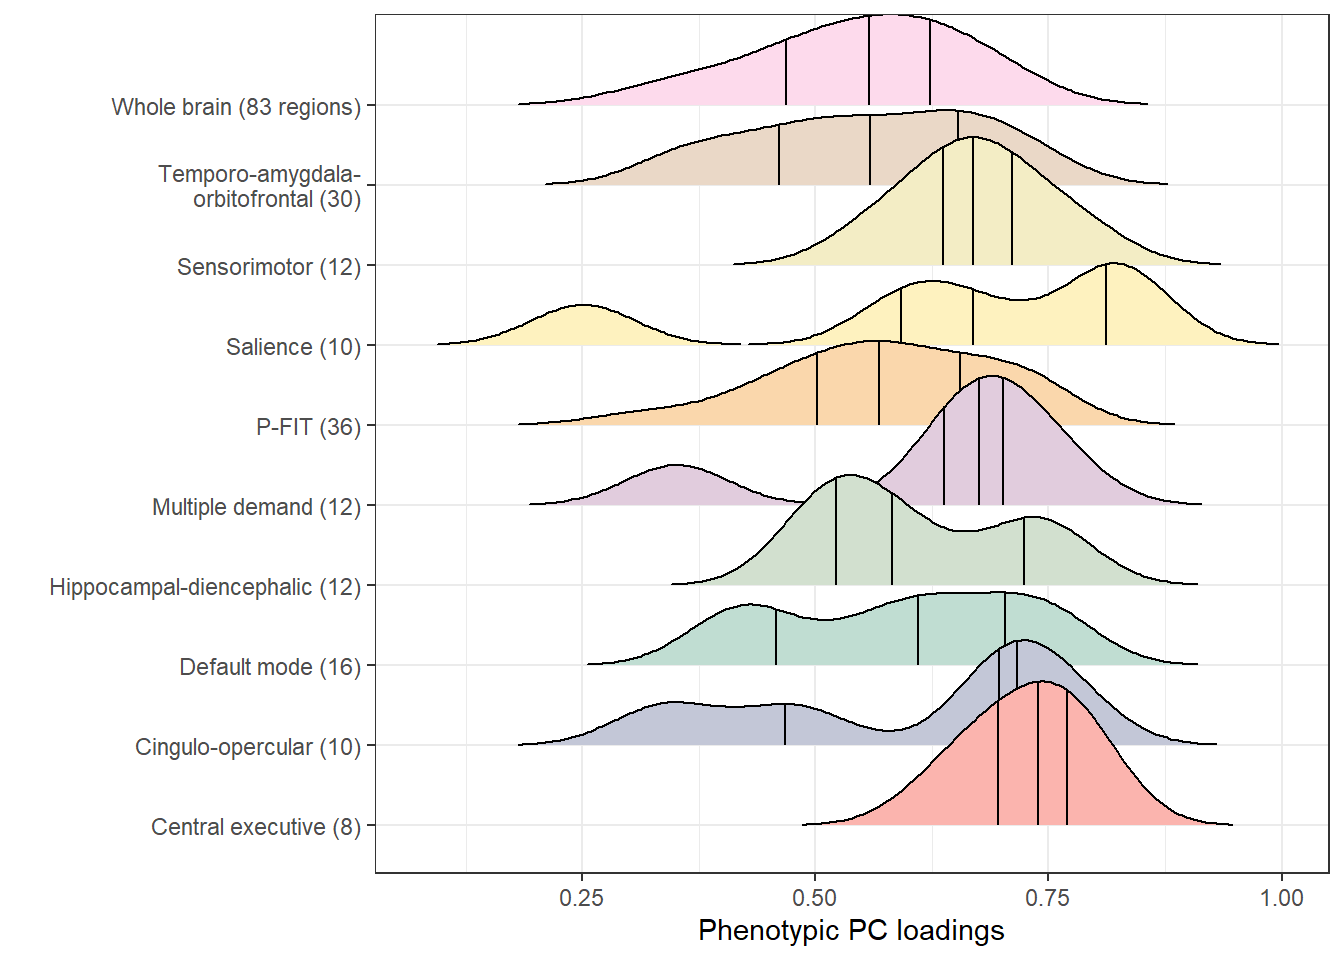 Whole brain (83 regions)
Temporo-amygdala-
orbitofrontal (30)
Sensorimotor (12)
Salience (10)
P-FIT (36)
Multiple demand (12)
Hippocampal-diencephalic (12)
Default mode (16)
Cingulo-opercular (10)
Central executive (8)
0.25 0.50 0.75 1.00
Phenotypic PC loadings